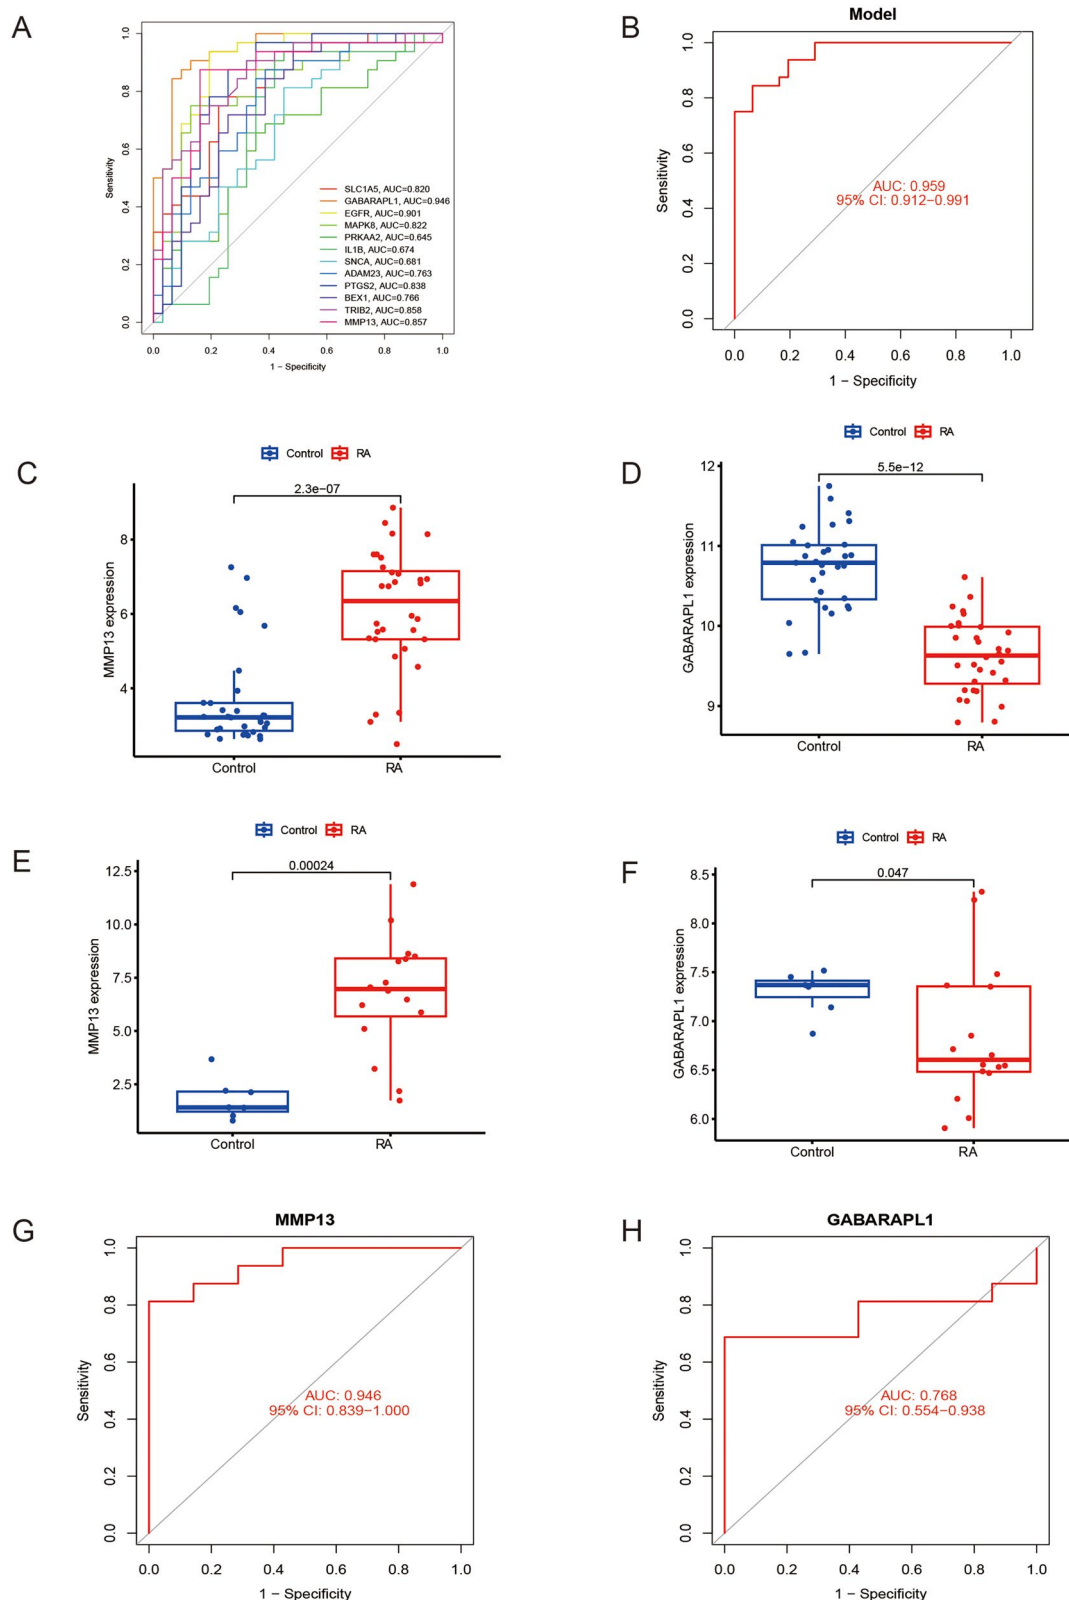 A
1.0
0.8
0.6
0.4
0.2
0.0
Sensitivity
SLC1A5, AUC=0.820
GABARAPL1, AUC=0.946
EGFR, AUC=0.901
MAPK8, AUC=0.822
PRKAA2, AUC=0.645
IL1B, AUC=0.674
SNCA, AUC=0.681
ADAM23, AUC=0.763
PTGS2, AUC=0.838
BEX1, AUC=0.766
TRIB2, AUC=0.858
MMP13, AUC=0.857
0.0 0.2 0.4 0.6 0.8 1.0
1 − Specificity
B
Model
1.0
0.8
0.6
0.4
0.2
0.0
Sensitivity
AUC: 0.959
95% CI: 0.912−0.991
0.0 0.2 0.4 0.6 0.8 1.0
1 − Specificity
C
Control RA
2.3e−07
8
6
4
MMP13 expression
Control RA
D
Control RA
5.5e−12
12
11
10
9
GABARAPL1 expression
Control RA
E
Control RA
0.00024
12.5
10.0
7.5
5.0
2.5
MMP13 expression
Control RA
F
Control RA
0.047
8.5
8.0
7.5
7.0
6.5
6.0
GABARAPL1 expression
Control RA
G
MMP13
1.0
0.8
0.6
0.4
0.2
0.0
Sensitivity
AUC: 0.946
95% CI: 0.839−1.000
0.0 0.2 0.4 0.6 0.8 1.0
1 − Specificity
H
GABARAPL1
1.0
0.8
0.6
0.4
0.2
0.0
Sensitivity
AUC: 0.768
95% CI: 0.554−0.938
0.0 0.2 0.4 0.6 0.8 1.0
1 − Specificity